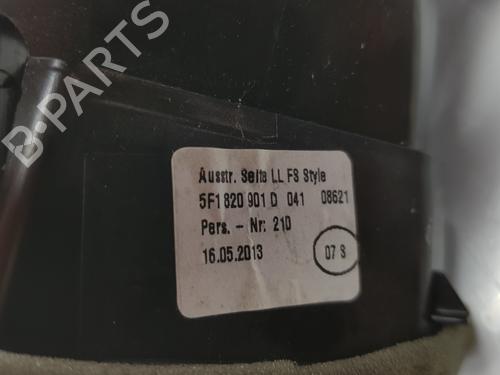 B-PARTS
Ausstr. Seite LL FS Style
5F1 820 901 D 041 08621
Pers. - Nr: 210
16.05.2013
07 S